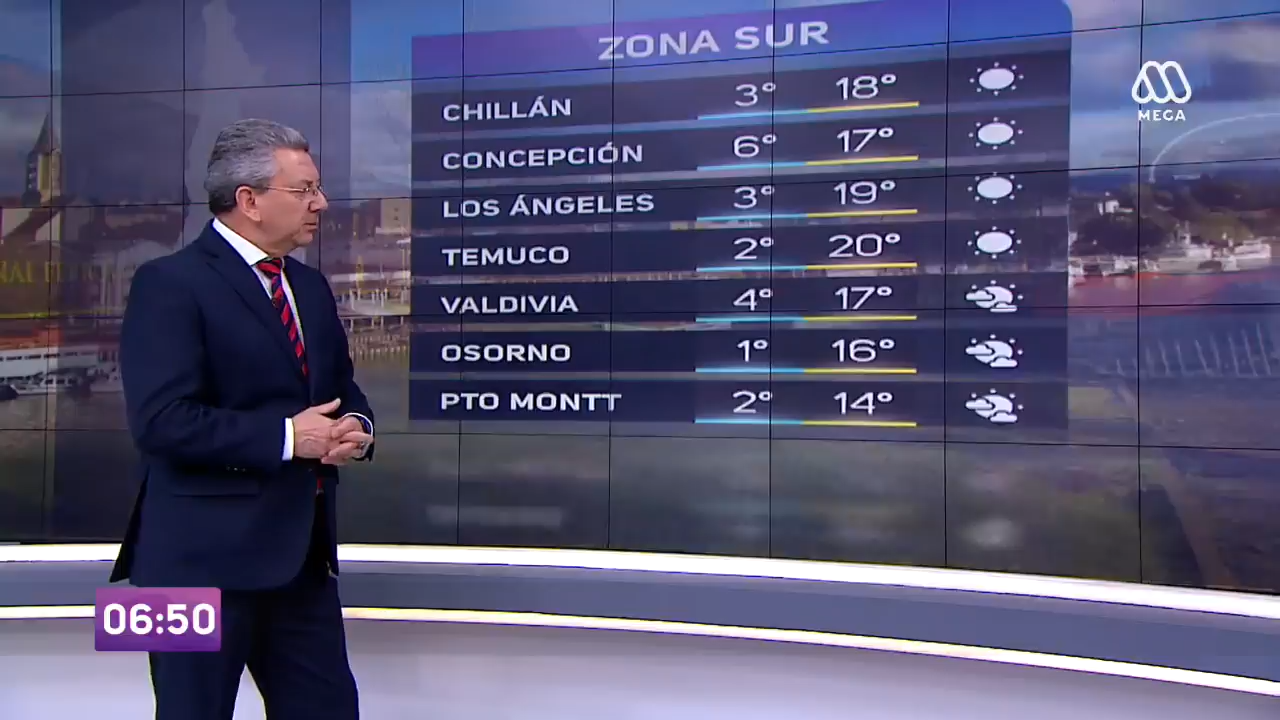 ZONA SUR
CHILLÁN 3° 18°
CONCEPCIÓN 6° 17°
LOS ÁNGELES 3° 19°
TEMUCO 2° 20°
VALDIVIA 4° 17°
OSORNO 1° 16°
PTO MONTT 2° 14°
MEGA
06:50